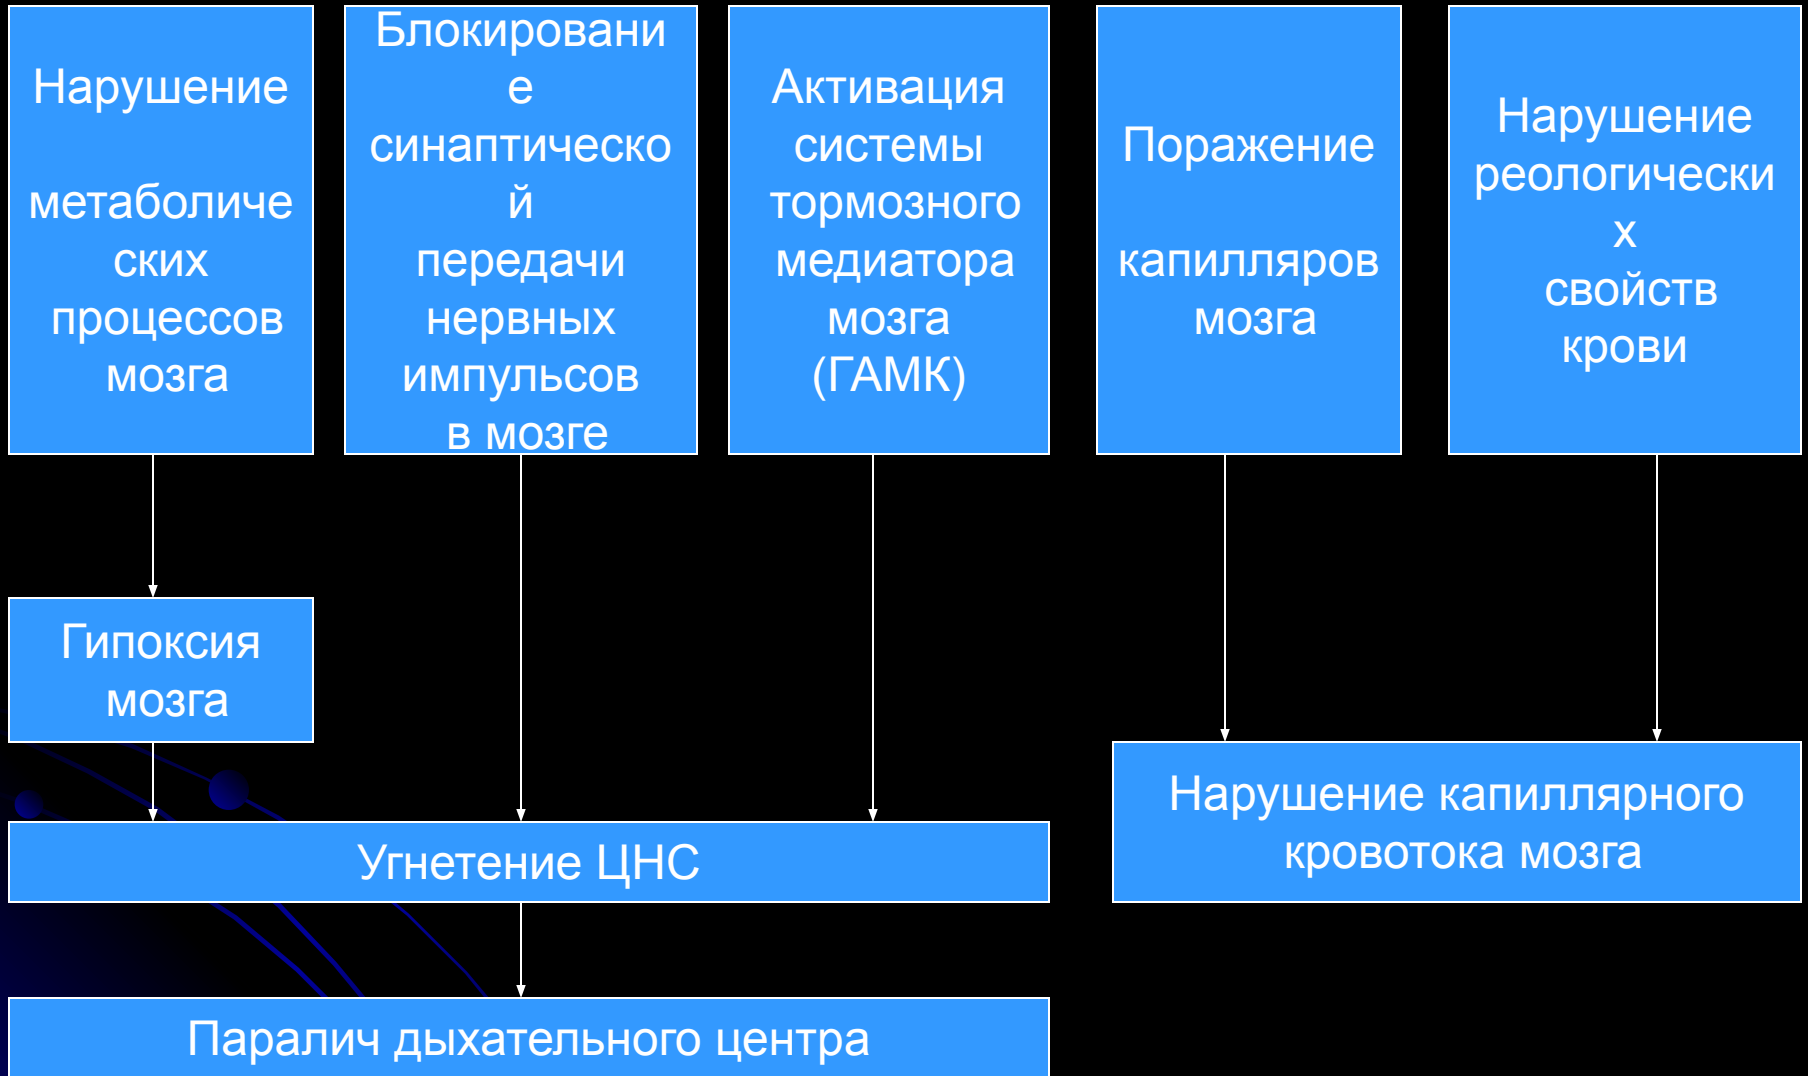 Нарушение
метаболиче
ских
процессов
мозга
Блокировани
е
синаптическо
й
передачи
нервных
импульсов
в мозге
Активация
системы
тормозного
медиатора
мозга
(ГАМК)
Поражение
капилляров
мозга
Нарушение
реологически
х
свойств
крови
Гипоксия
мозга
Нарушение капиллярного
кровотока мозга
Угнетение ЦНС
Паралич дыхательного центра